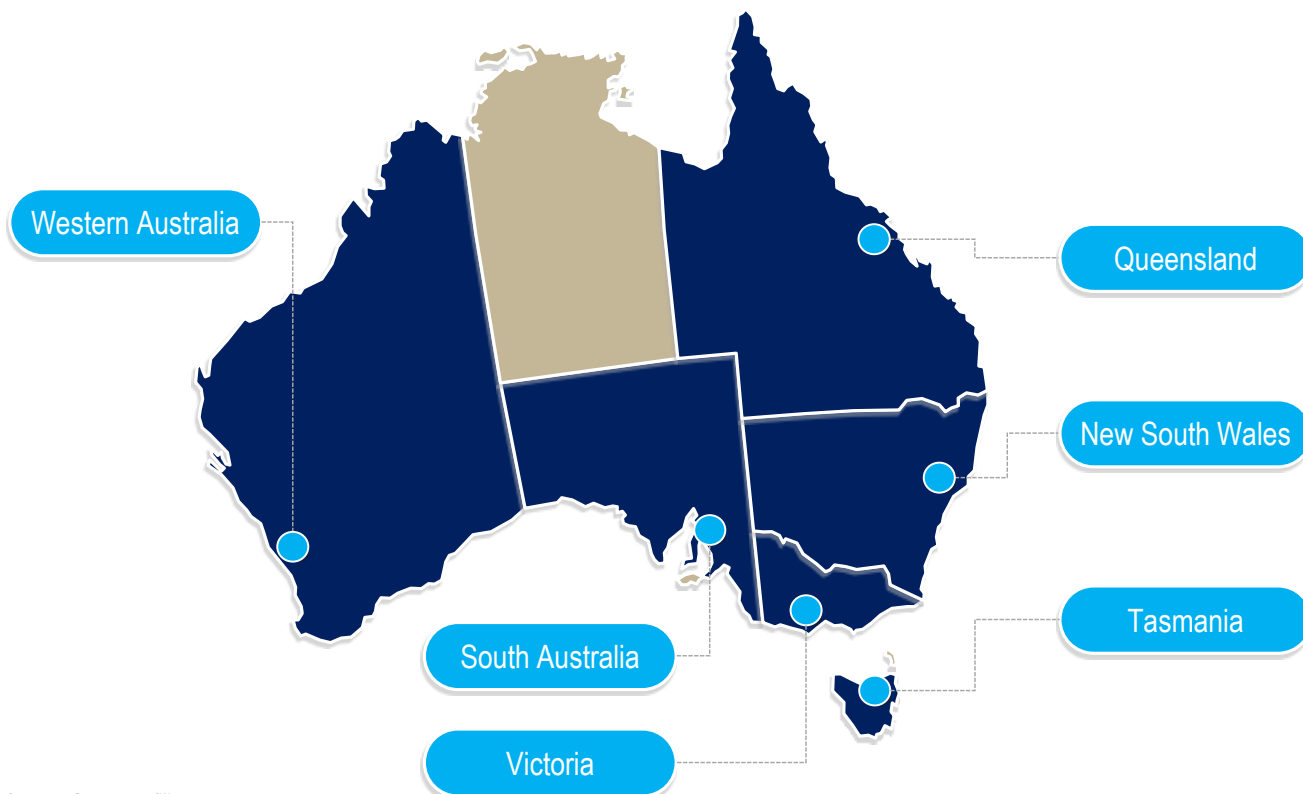 Western Australia
Queensland
New South Wales
Tasmania
South Australia
Victoria